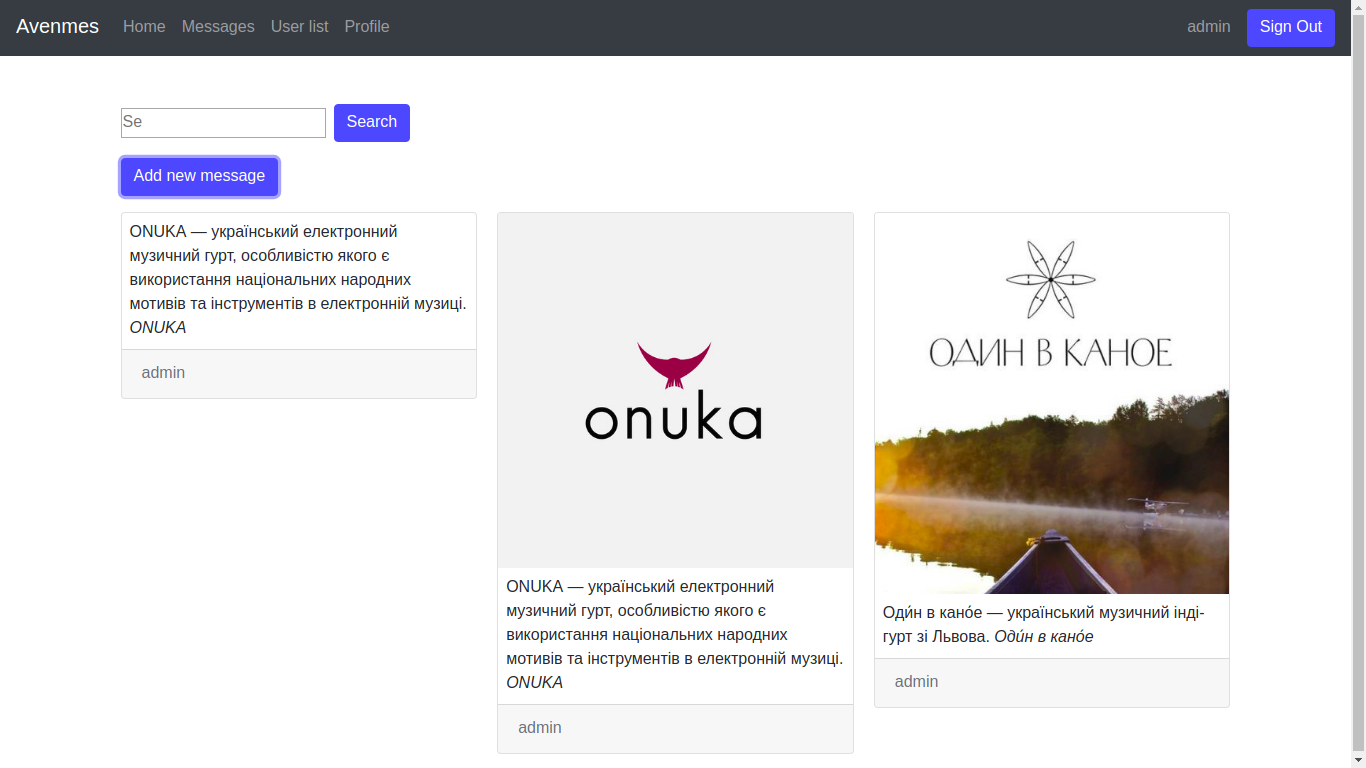 Avenmes Home Messages User list Profile admin Sign Out
Se Search
Add new message
ONUKA — український електронний
музичний гурт, особливістю якого є
використання національних народних
мотивів та інструментів в електронній музиці.
ONUKA
admin
onuka
ONUKA — український електронний
музичний гурт, особливістю якого є
використання національних народних
мотивів та інструментів в електронній музиці.
ONUKA
admin
ОДИН В КАНОЕ
Оди́н в кано́е — український музичний інді-
гурт зі Львова. Оди́н в кано́е
admin